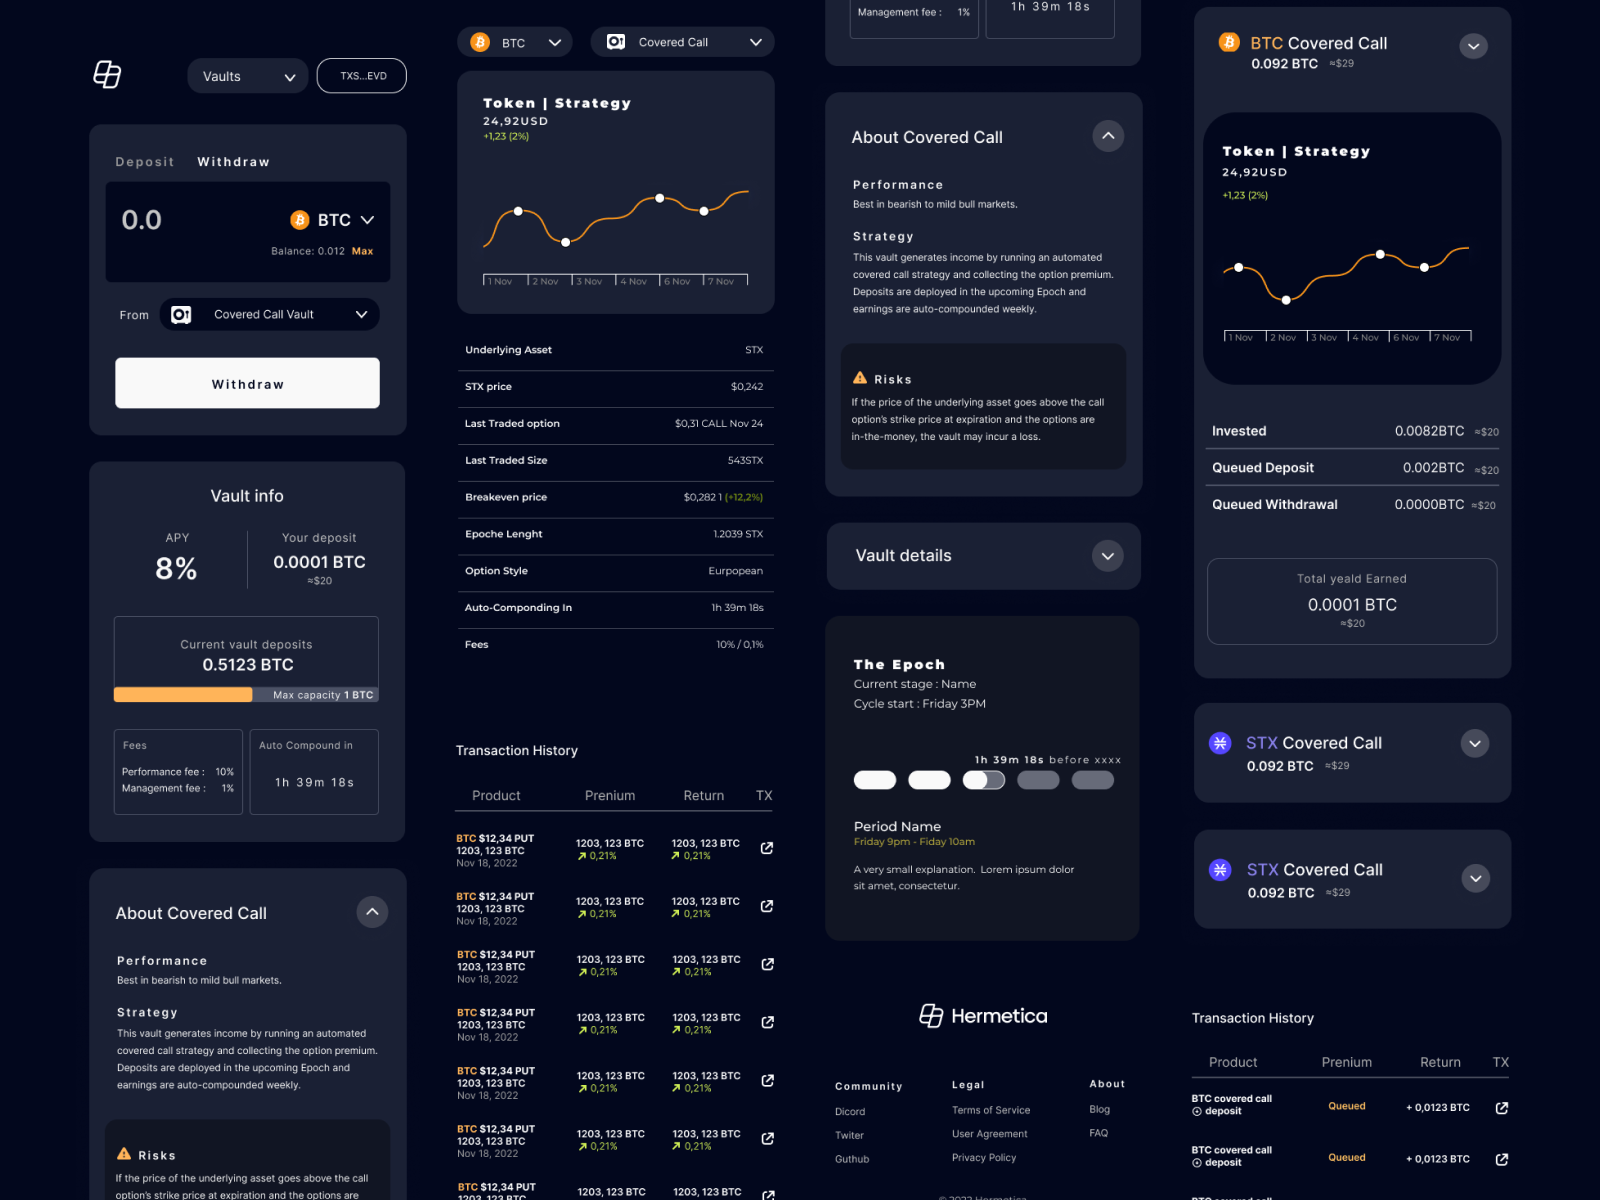 Vaults
TXS...EVD
Deposit Withdraw
0.0 BTC
Balance: 0.012 Max
From Covered Call Vault
Withdraw
Vault info
APY
8%
Your deposit
0.0001 BTC
≈$20
Current vault deposits
0.5123 BTC
Max capacity 1 BTC
Fees
Performance fee : 10%
Management fee : 1%
Auto Compound in
1h 39m 18s
About Covered Call
Performance
Best in bearish to mild bull markets.
Strategy
This vault generates income by running an automated
covered call strategy and collecting the option premium.
Deposits are deployed in the upcoming Epoch and
earnings are auto-compounded weekly.
Risks
If the price of the underlying asset goes above the call
option's strike price at expiration and the options are
BTC
Covered Call
Token | Strategy
24,92USD
+1,23 (2%)
1 Nov 2 Nov 3 Nov 4 Nov 6 Nov 7 Nov
Underlying Asset STX
STX price $0,242
Last Traded option $0,31 CALL Nov 24
Last Traded Size 543STX
Breakeven price $0,282 1 (+12,2%)
Epoche Lenght 1.2039 STX
Option Style Eurpopean
Auto-Componding In 1h 39m 18s
Fees 10% / 0,1%
Transaction History
Product Prenium Return TX
BTC $12,34 PUT
1203, 123 BTC
Nov 18, 2022
1203, 123 BTC
0,21%
1203, 123 BTC
0,21%
BTC $12,34 PUT
1203, 123 BTC
Nov 18, 2022
1203, 123 BTC
0,21%
1203, 123 BTC
0,21%
BTC $12,34 PUT
1203, 123 BTC
Nov 18, 2022
1203, 123 BTC
0,21%
1203, 123 BTC
0,21%
BTC $12,34 PUT
1203, 123 BTC
Nov 18, 2022
1203, 123 BTC
0,21%
1203, 123 BTC
0,21%
BTC $12,34 PUT
1203, 123 BTC
Nov 18, 2022
1203, 123 BTC
0,21%
1203, 123 BTC
0,21%
BTC $12,34 PUT
1203, 123 BTC
Nov 18, 2022
1203, 123 BTC
0,21%
1203, 123 BTC
0,21%
BTC $12,34 PUT
1203, 123 BTC
1203, 123 BTC
1203, 123 BTC
Management fee : 1%
1h 39m 18s
About Covered Call
Performance
Best in bearish to mild bull markets.
Strategy
This vault generates income by running an automated
covered call strategy and collecting the option premium.
Deposits are deployed in the upcoming Epoch and
earnings are auto-compounded weekly.
Risks
If the price of the underlying asset goes above the call
option's strike price at expiration and the options are
in-the-money, the vault may incur a loss.
Vault details
The Epoch
Current stage : Name
Cycle start : Friday 3PM
1h 39m 18s before xxxx
Period Name
Friday 9pm - Fiday 10am
A very small explanation. Lorem ipsum dolor
sit amet, consectetur.
Hermetica
Community
Dicord
Twiter
Guthub
Legal
Terms of Service
User Agreement
Privacy Policy
About
Blog
FAQ
© 2022 Hermetica
BTC Covered Call
0.092 BTC ≈$29
Token | Strategy
24,92USD
+1,23 (2%)
1 Nov 2 Nov 3 Nov 4 Nov 6 Nov 7 Nov
Invested 0.0082BTC ≈$20
Queued Deposit 0.002BTC ≈$20
Queued Withdrawal 0.0000BTC ≈$20
Total yeald Earned
0.0001 BTC
≈$20
STX Covered Call
0.092 BTC ≈$29
STX Covered Call
0.092 BTC ≈$29
Transaction History
Product Prenium Return TX
BTC covered call
deposit
Queued
+ 0,0123 BTC
BTC covered call
deposit
Queued
+ 0,0123 BTC